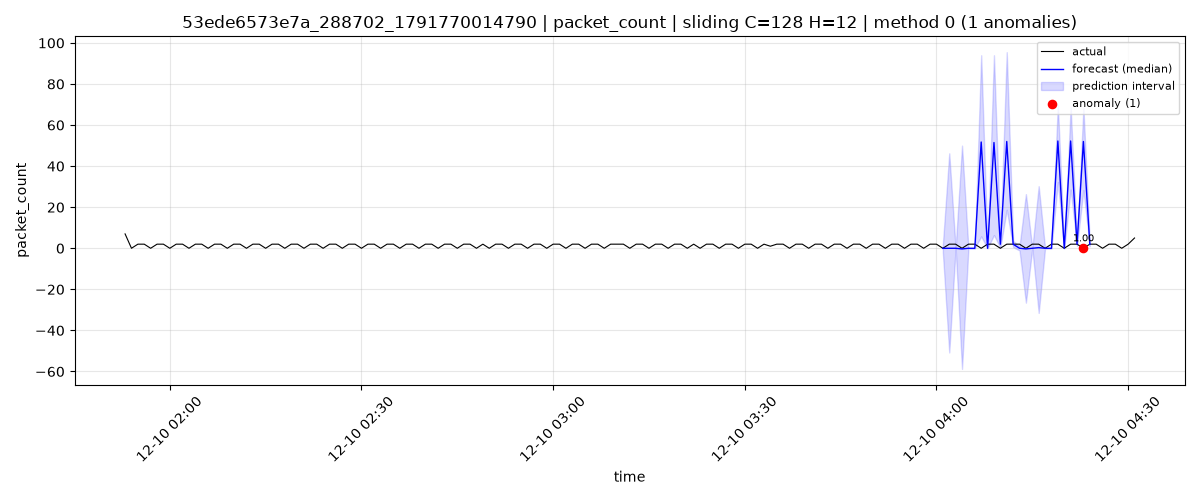 53ede6573e7a_288702_1791770014790 | packet_count | sliding C=128 H=12 | method 0 (1 anomalies)
packet_count
100
80
60
40
20
0
−20
−40
−60
actual
forecast (median)
prediction interval
anomaly (1)
1.00
12-10 02:00
12-10 02:30
12-10 03:00
12-10 03:30
12-10 04:00
12-10 04:30
time